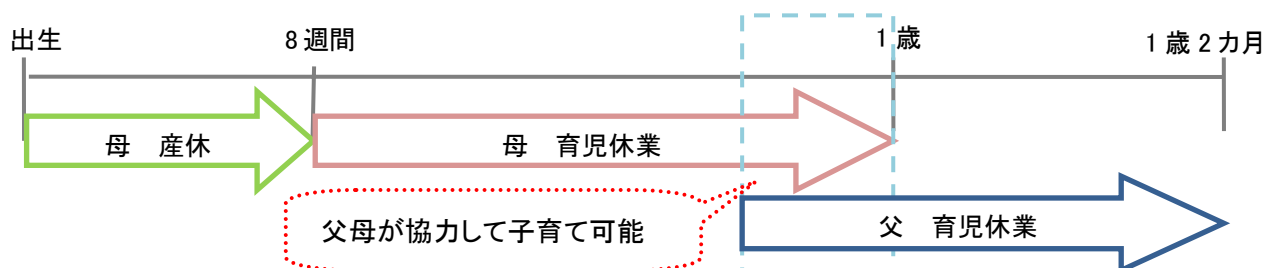 出生
8週間
1歳
1歳2カ月
母　産休
母　育児休業
父母が協力して子育て可能
父　育児休業